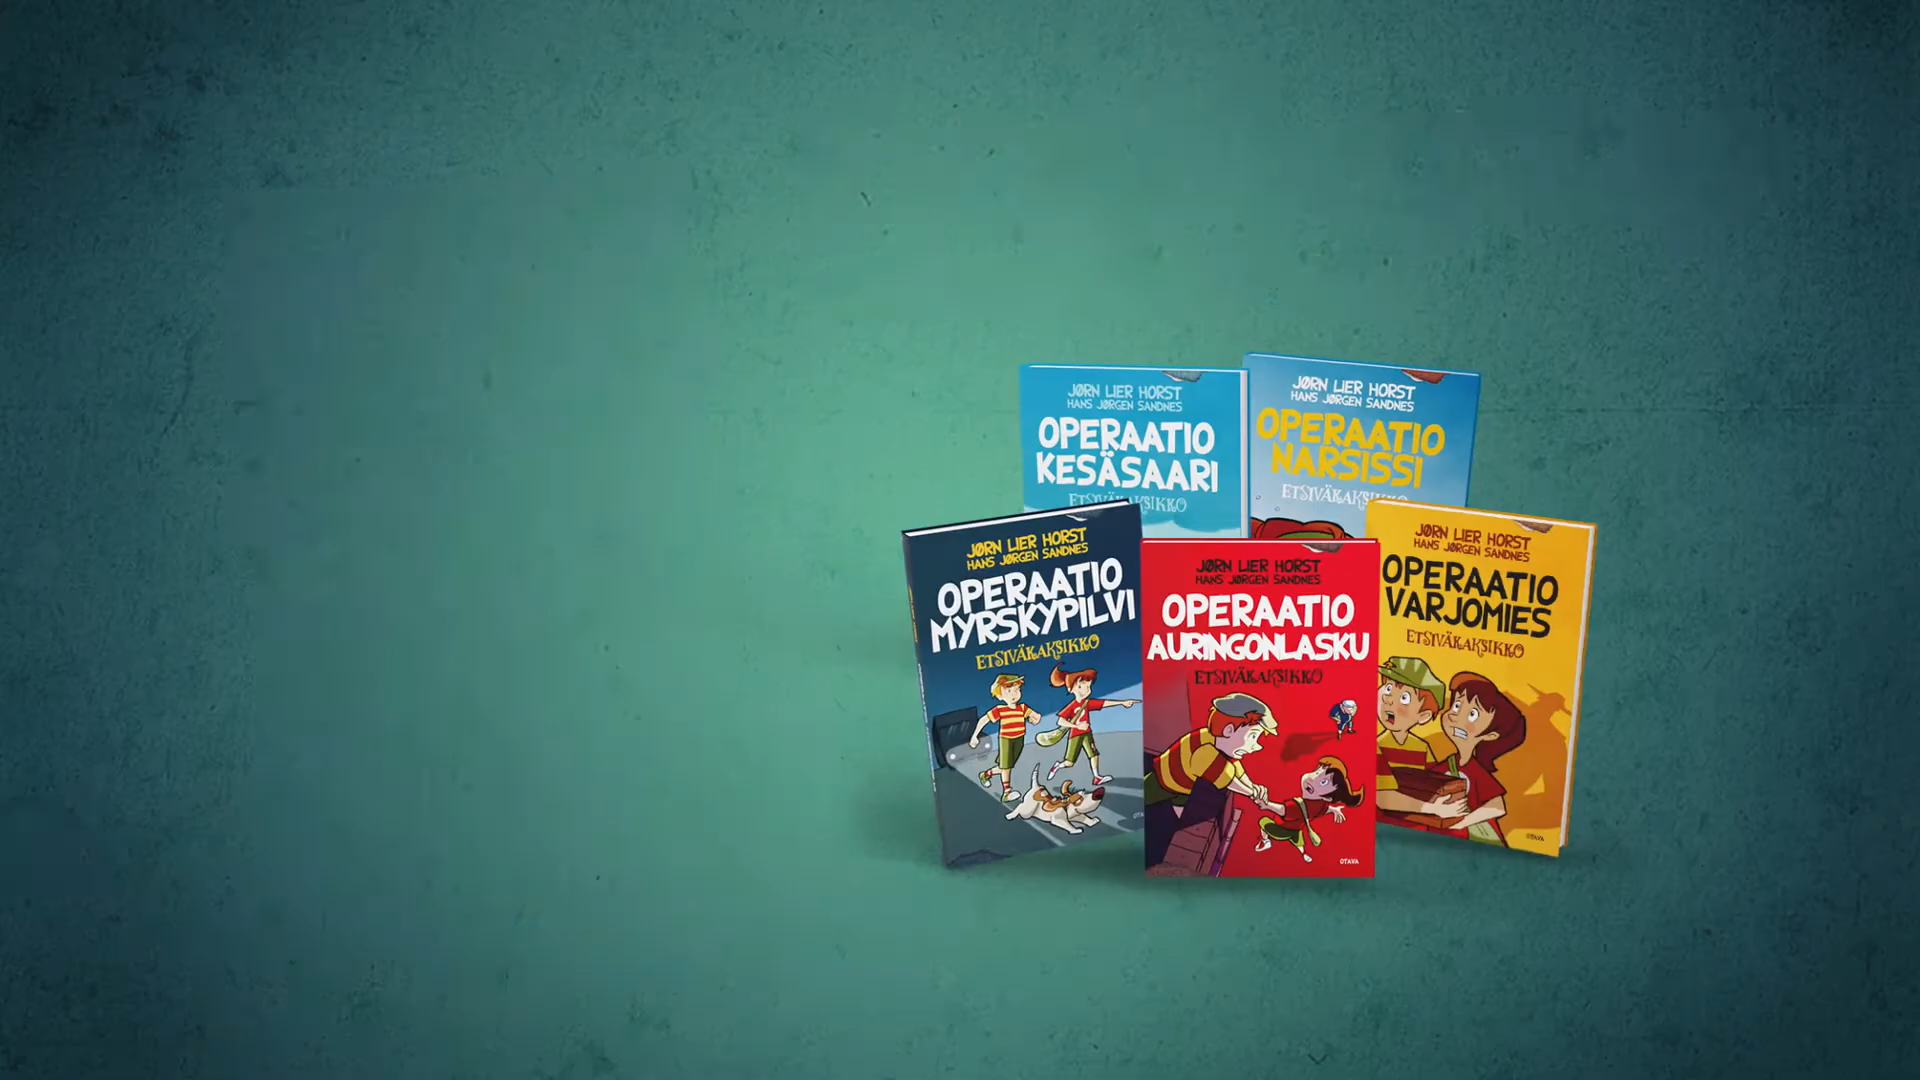 JØRN LIER HORST
HANS JØRGEN SANDNES
OPERAATIO
KESÄSAARI
ETSIVÄKAKSIKKO
JØRN LIER HORST
HANS JØRGEN SANDNES
OPERAATIO
NARSISSI
ETSIVÄKAKSIKKO
JØRN LIER HORST
HANS JØRGEN SANDNES
OPERAATIO
MYRSKYPILVI
ETSIVÄKAKSIKKO
JØRN LIER HORST
HANS JØRGEN SANDNES
OPERAATIO
AURINGONLASKU
ETSIVÄKAKSIKKO
OTAVA
JØRN LIER HORST
HANS JØRGEN SANDNES
OPERAATIO
VARJOMIES
ETSIVÄKAKSIKKO
OTAVA